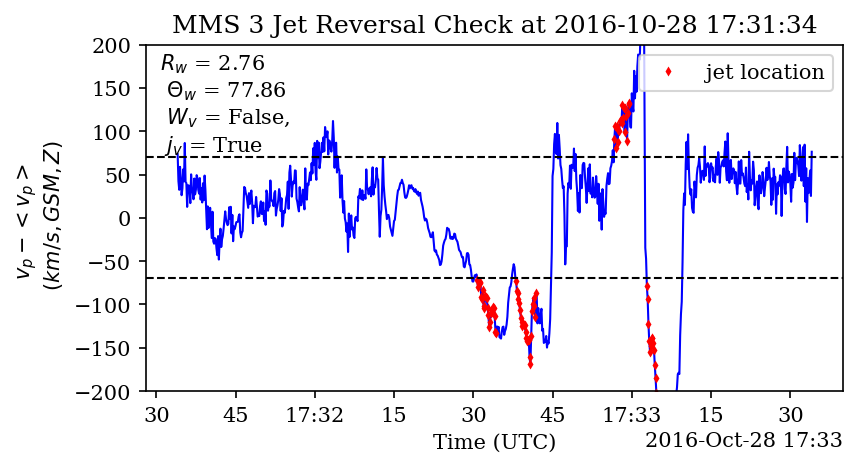 MMS 3 Jet Reversal Check at 2016-10-28 17:31:34
R_w = 2.76
Θ_w = 77.86
W_v = False,
j_v = True
jet location
v_p − < v_p >
(km/s, GSM, Z)
200
150
100
50
0
−50
−100
−150
−200
30 45 17:32 15 30 45 17:33 15 30
Time (UTC)
2016-Oct-28 17:33